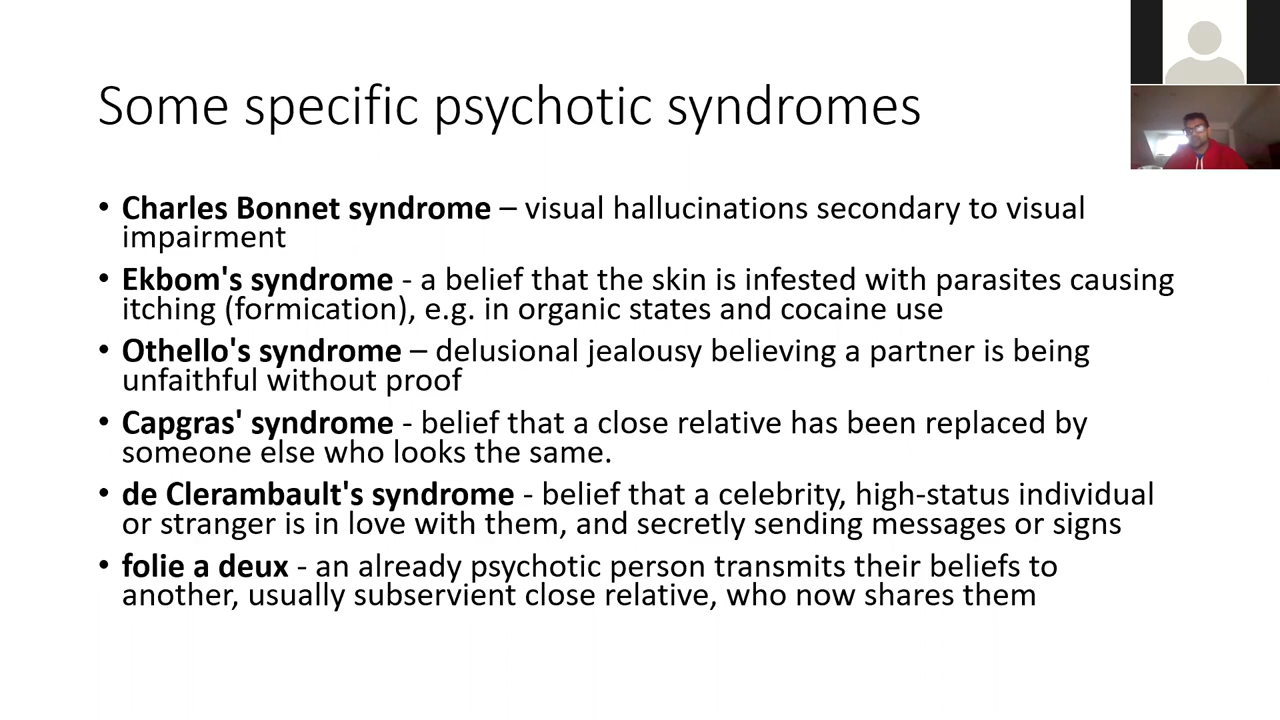 Some specific psychotic syndromes
• Charles Bonnet syndrome – visual hallucinations secondary to visual
impairment
• Ekbom's syndrome - a belief that the skin is infested with parasites causing
itching (formication), e.g. in organic states and cocaine use
• Othello's syndrome – delusional jealousy believing a partner is being
unfaithful without proof
• Capgras' syndrome - belief that a close relative has been replaced by
someone else who looks the same.
• de Clerambault's syndrome - belief that a celebrity, high-status individual
or stranger is in love with them, and secretly sending messages or signs
• folie a deux - an already psychotic person transmits their beliefs to
another, usually subservient close relative, who now shares them